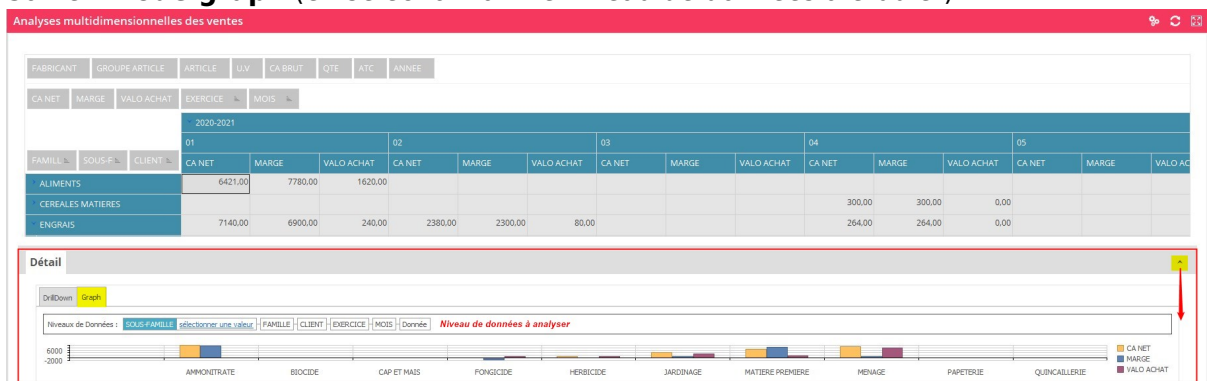 Analyses multidimensionnelles des ventes
FABRICANT GROUPE ARTICLE ARTICLE U.V CA BRUT QTE ATC ANNEE
CA NET MARGE VALO ACHAT EXERCICE MOIS
2020-2021
01 02 03 04 05
FAMILL SOUS-F CLIENT CA NET MARGE VALO ACHAT CA NET MARGE VALO ACHAT CA NET MARGE VALO ACHAT CA NET MARGE VALO ACHAT CA NET MARGE VALO AC
ALIMENTS 6421,00 7780,00 1620,00
CEREALES MATIERES 300,00 300,00 0,00
ENGRAIS 7140,00 6900,00 240,00 2380,00 2300,00 80,00 264,00 264,00 0,00
Détail
DrillDown Graph
Niveaux de Données : SOUS-FAMILLE sélectionner une valeur FAMILLE CLIENT EXERCICE MOIS Donnée Niveau de données à analyser
6000
-2000
AMMONITRATE BIOCIDE CAP ET MAIS FONGICIDE HERBICIDE JARDINAGE MATIERE PREMIERE MENAGE PAPETERIE QUINCAILLERIE
CA NET
MARGE
VALO ACHAT